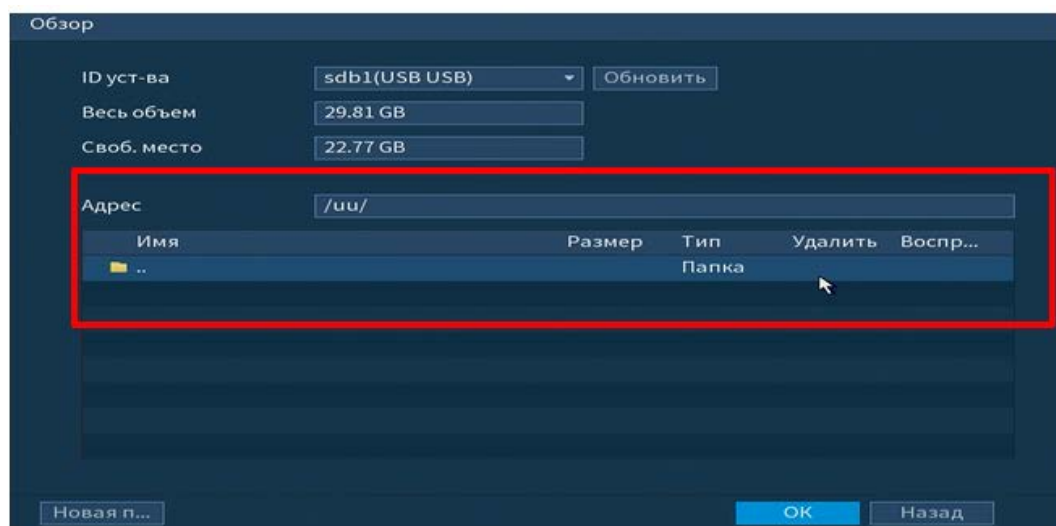 Обзор
ID уст-ва sdb1(USB USB) Обновить
Весь объем 29.81 GB
Своб. место 22.77 GB
Адрес /uu/
Имя Размер Тип Удалить Воспр...
.. Папка
Новая п... OK Назад